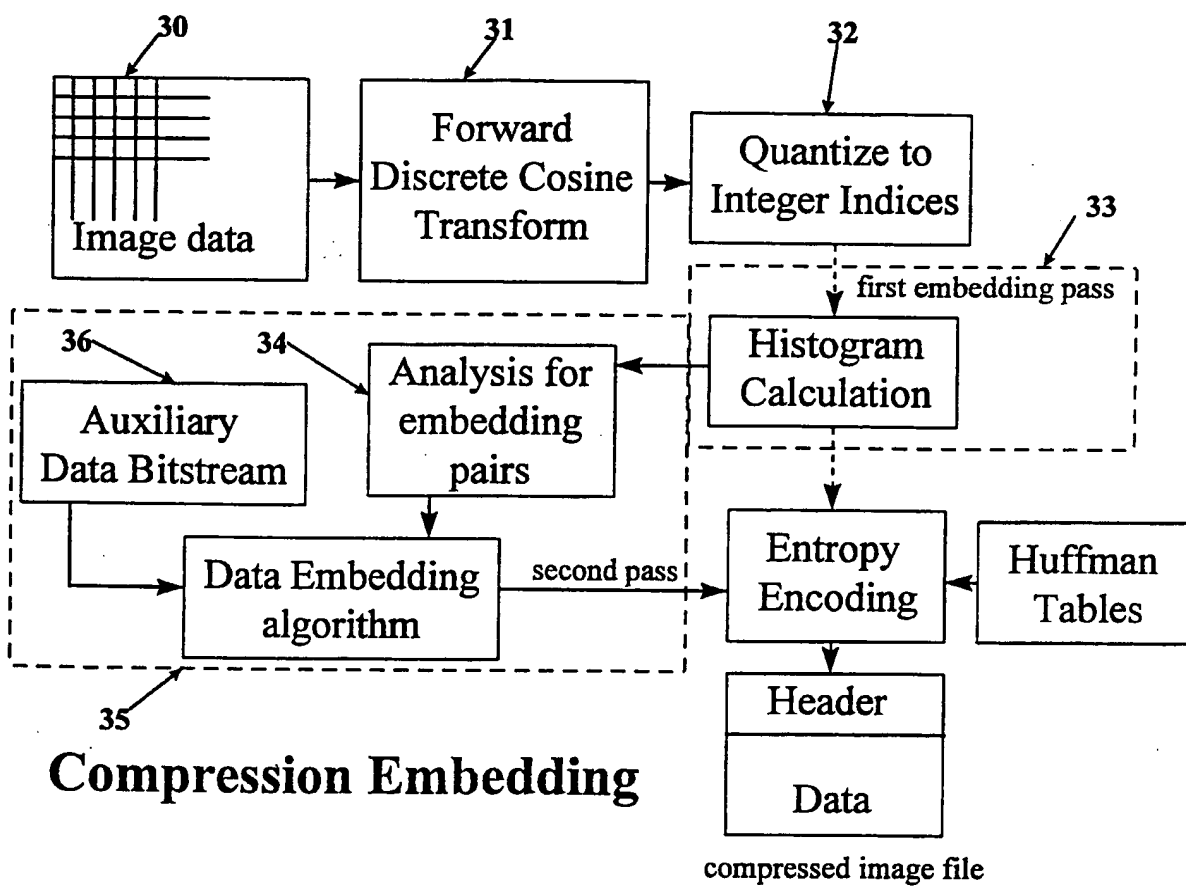 30
31
32
Image data
Forward
Discrete Cosine
Transform
Quantize to
Integer Indices
33
first embedding pass
Histogram
Calculation
36
34
Auxiliary
Data Bitstream
Analysis for
embedding
pairs
Data Embedding
algorithm
second pass
Entropy
Encoding
Huffman
Tables
35
Header
Data
Compression Embedding
compressed image file